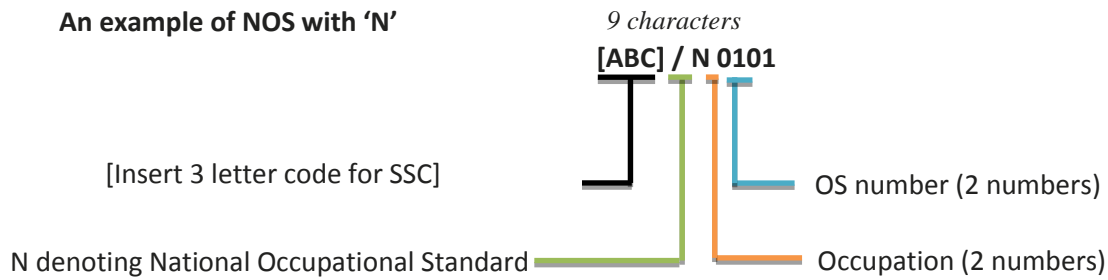 An example of NOS with ‘N’
9 characters
[ABC] / N 0101
[Insert 3 letter code for SSC]
OS number (2 numbers)
N denoting National Occupational Standard
Occupation (2 numbers)